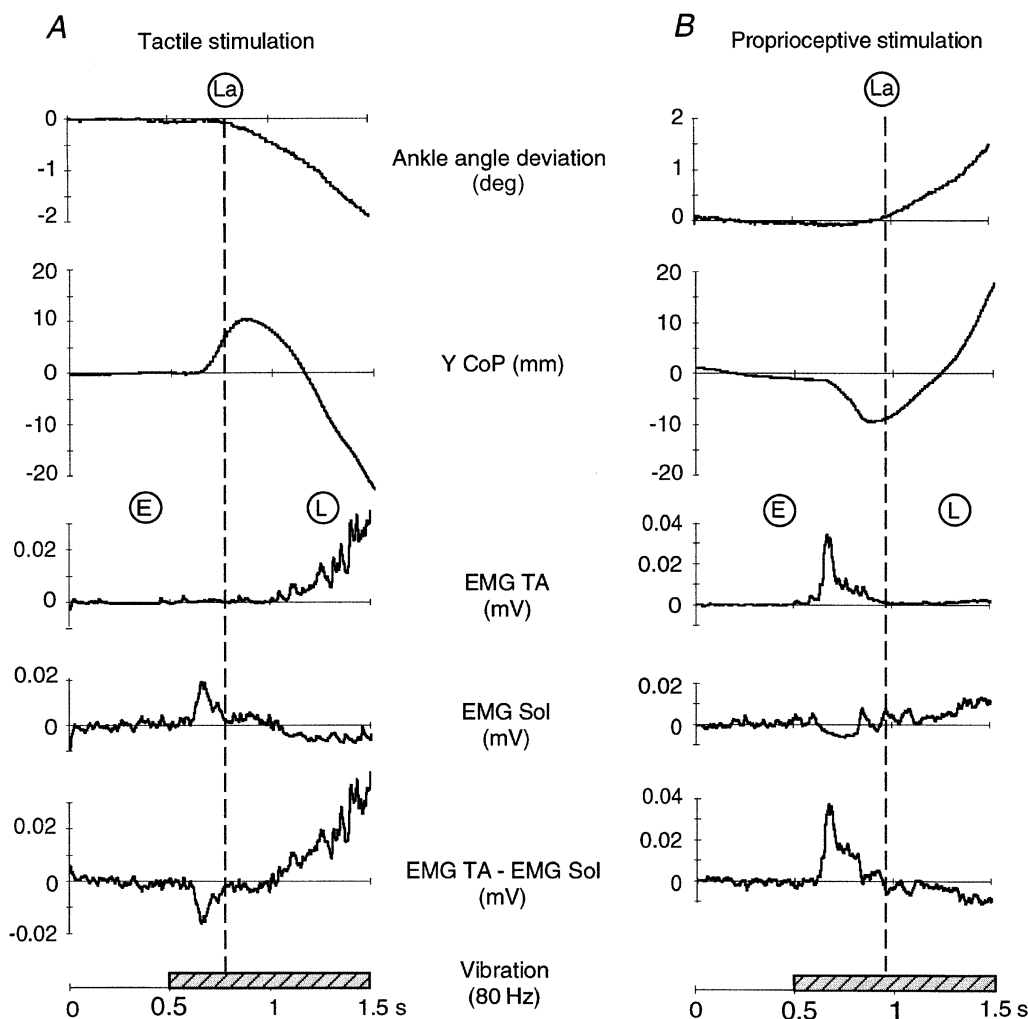 A
Tactile stimulation
B
Proprioceptive stimulation
La
La
0
-1
-2
Ankle angle deviation
(deg)
2
1
0
20
10
0
-10
-20
Y CoP (mm)
20
10
0
-10
-20
E
L
E
L
0.02
0
EMG TA
(mV)
0.04
0.02
0
0.02
0
EMG Sol
(mV)
0.02
0
0.02
0
-0.02
EMG TA - EMG Sol
(mV)
0.04
0.02
0
Vibration
(80 Hz)
0 0.5 1 1.5 s
0 0.5 1 1.5 s